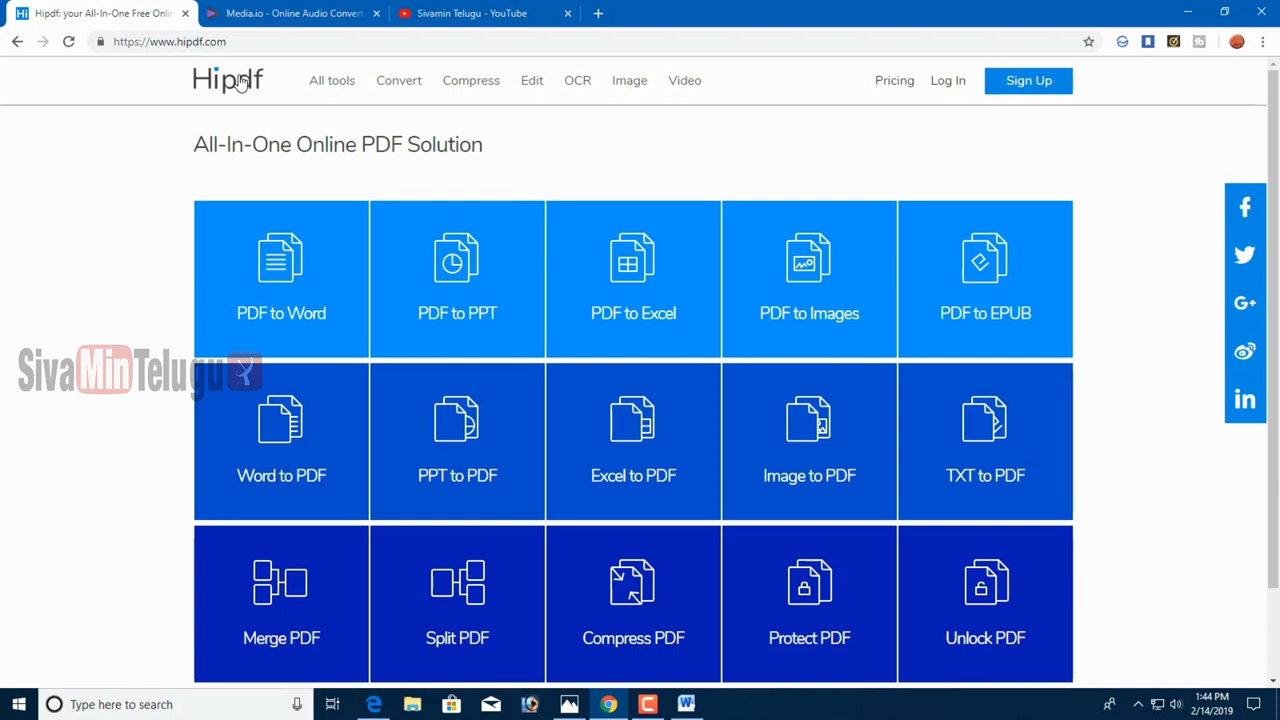 Hi Hipdf: your All-In-One Free Onlin
Media.io - Online Audio Convert
Sivamin Telugu - YouTube
https://www.hipdf.com
Hipdf
All tools
Convert
Compress
Edit
OCR
Image
Video
Pricing
Log In
Sign Up
All-In-One Online PDF Solution
PDF to Word
PDF to PPT
PDF to Excel
PDF to Images
PDF to EPUB
SivaMinTelugu
Word to PDF
PPT to PDF
Excel to PDF
Image to PDF
TXT to PDF
Merge PDF
Split PDF
Compress PDF
Protect PDF
Unlock PDF
Type here to search
1:44 PM
2/14/2019